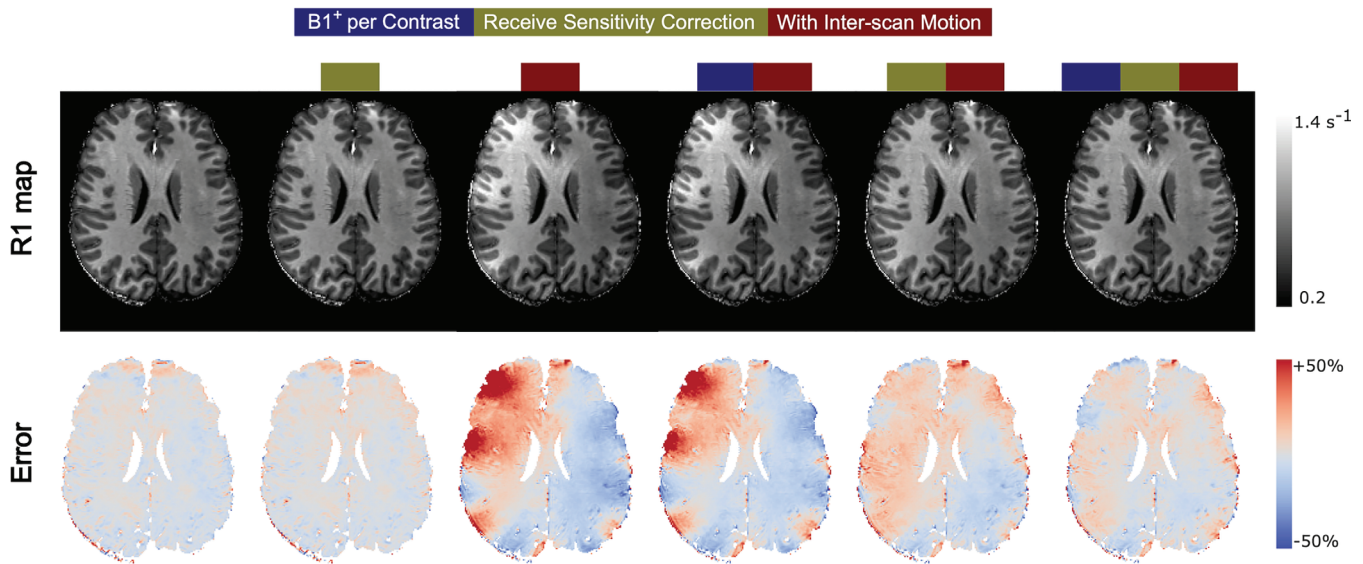 B1+ per Contrast Receive Sensitivity Correction With Inter-scan Motion
R1 map
1.4 s⁻¹
0.2
Error
+50%
-50%